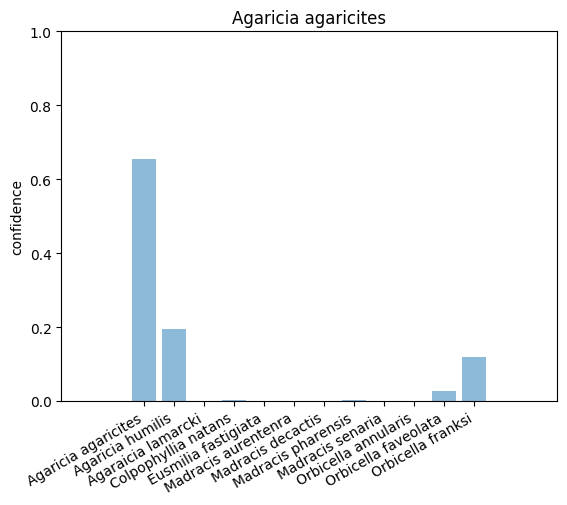 Agaricia agaricites
1.0
0.8
0.6
0.4
0.2
0.0
confidence
Agaricia agaricites
Agaricia humilis
Agaraicia lamarcki
Colpophyllia natans
Eusmilia fastigiata
Madracis aurentenra
Madracis decactis
Madracis pharensis
Madracis senaria
Orbicella annularis
Orbicella faveolata
Orbicella franksi